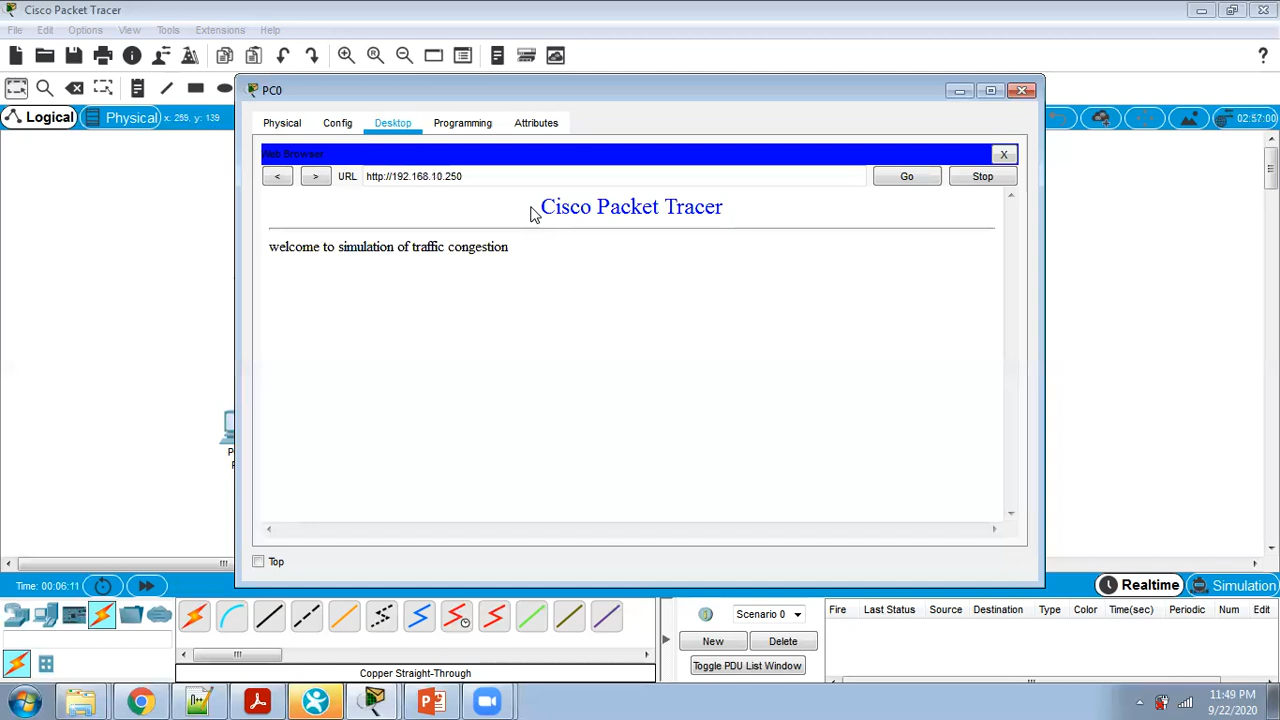 Cisco Packet Tracer
File Edit Options View Tools Extensions Help
Logical
Physical x: 265, y: 139
02:57:00
PC0
Physical Config Desktop Programming Attributes
Web Browser
X
< > URL http://192.168.10.250 Go Stop
Cisco Packet Tracer
welcome to simulation of traffic congestion
Top
Time: 00:06:11
Realtime
Simulation
Scenario 0
New Delete
Toggle PDU List Window
Fire Last Status Source Destination Type Color Time(sec) Periodic Num Edit
Copper Straight-Through
11:49 PM
9/22/2020